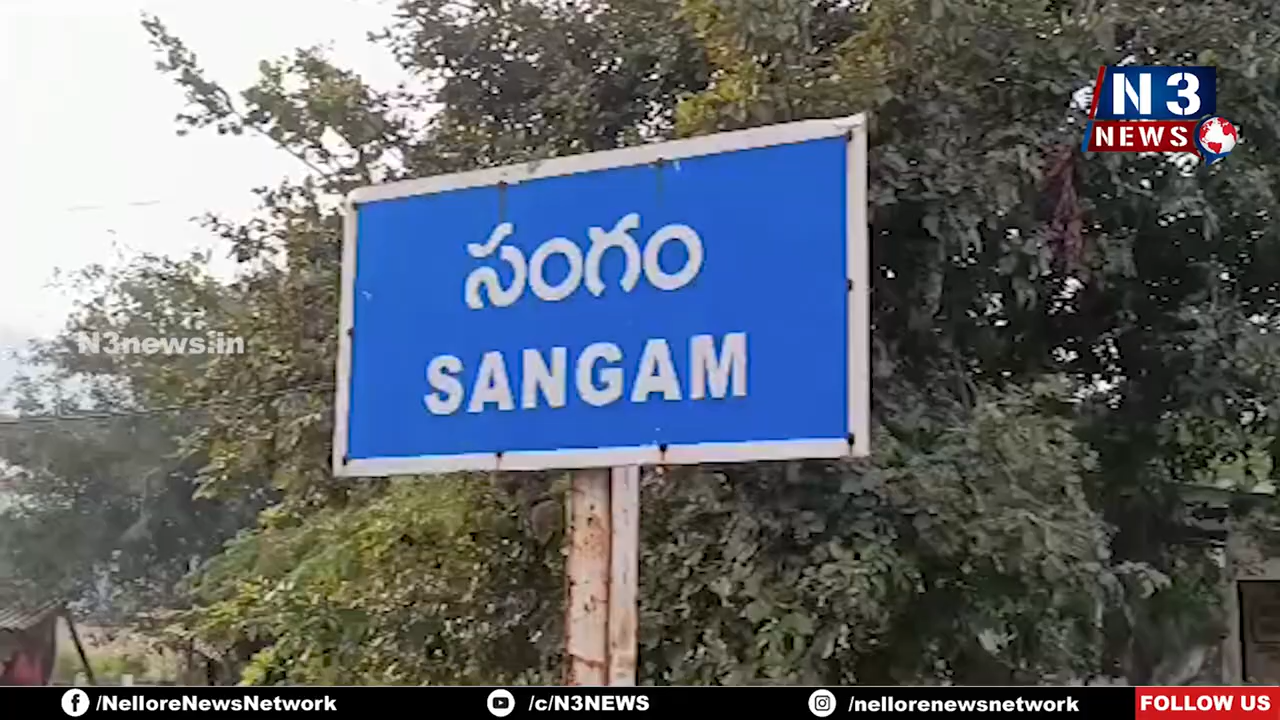 N3
NEWS
సంగం
SANGAM
N3news.in
/NelloreNewsNetwork
/c/N3NEWS
/nellorenewsnetwork
FOLLOW US